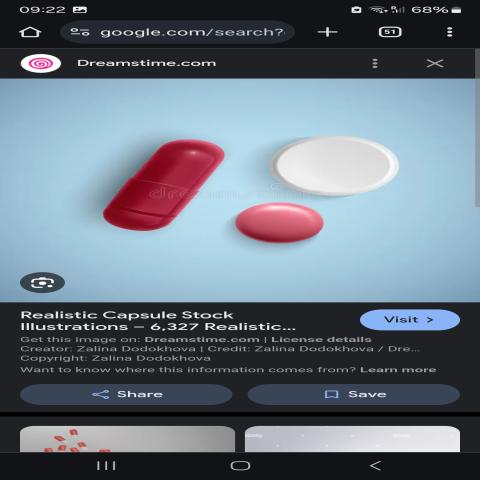 09:22 68%
google.com/search? 51
Dreamstime.com
dreamstime
Realistic Capsule Stock
Illustrations – 6,327 Realistic...
Visit >
Get this image on: Dreamstime.com | License details
Creator: Zalina Dodokhova | Credit: Zalina Dodokhova / Dre...
Copyright: Zalina Dodokhova
Want to know where this information comes from? Learn more
Share Save